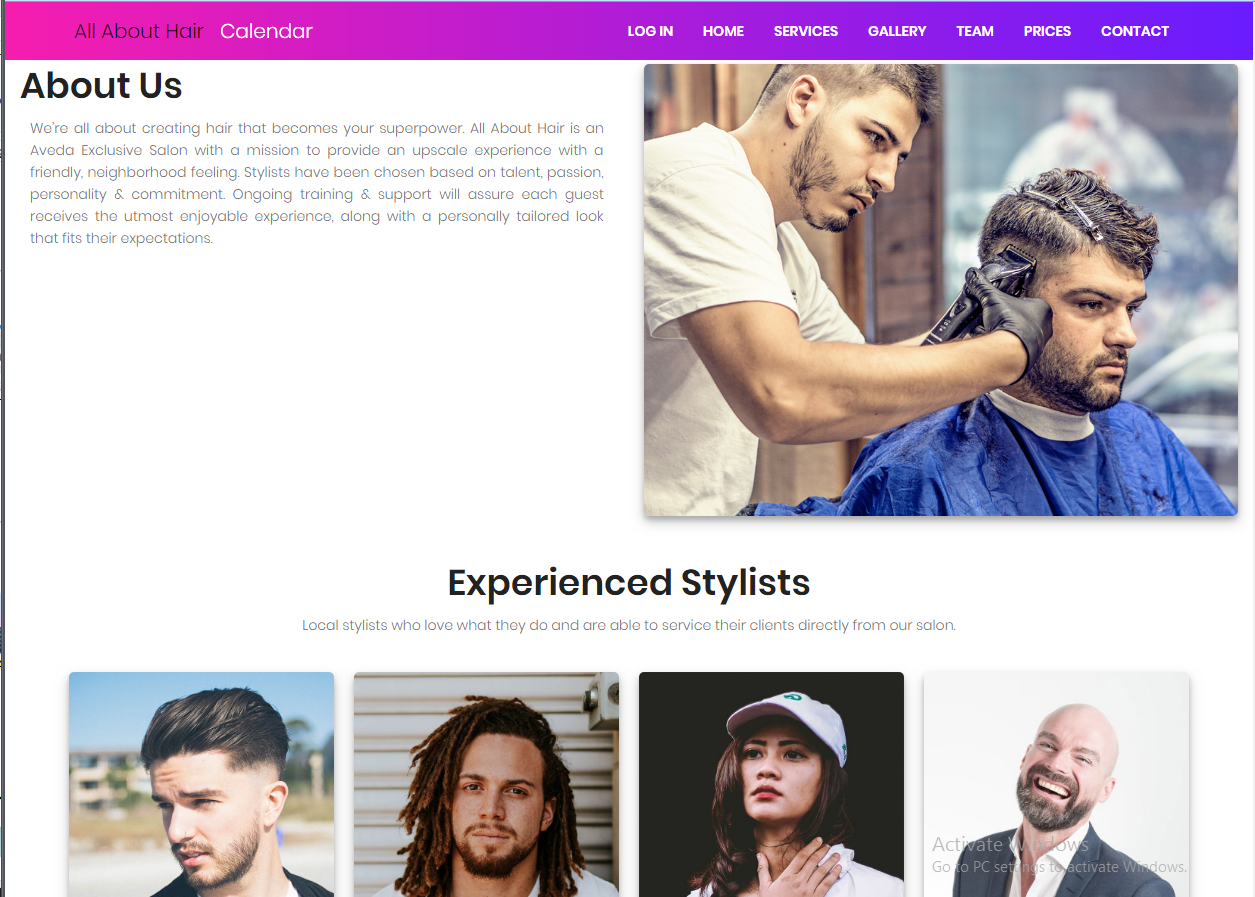 All About Hair Calendar LOG IN HOME SERVICES GALLERY TEAM PRICES CONTACT
About Us
We’re all about creating hair that becomes your superpower. All About Hair is an
Aveda Exclusive Salon with a mission to provide an upscale experience with a
friendly, neighborhood feeling. Stylists have been chosen based on talent, passion,
personality & commitment. Ongoing training & support will assure each guest
receives the utmost enjoyable experience, along with a personally tailored look
that fits their expectations.
Experienced Stylists
Local stylists who love what they do and are able to service their clients directly from our salon.
Activate Windows
Go to PC settings to activate Windows.